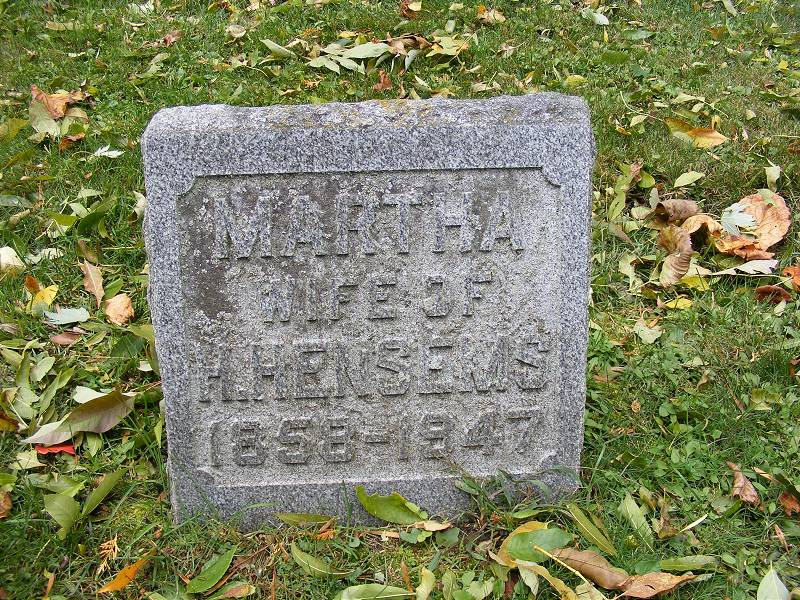 MARTHA
WIFE OF
H. HENSEMS
1858-1947